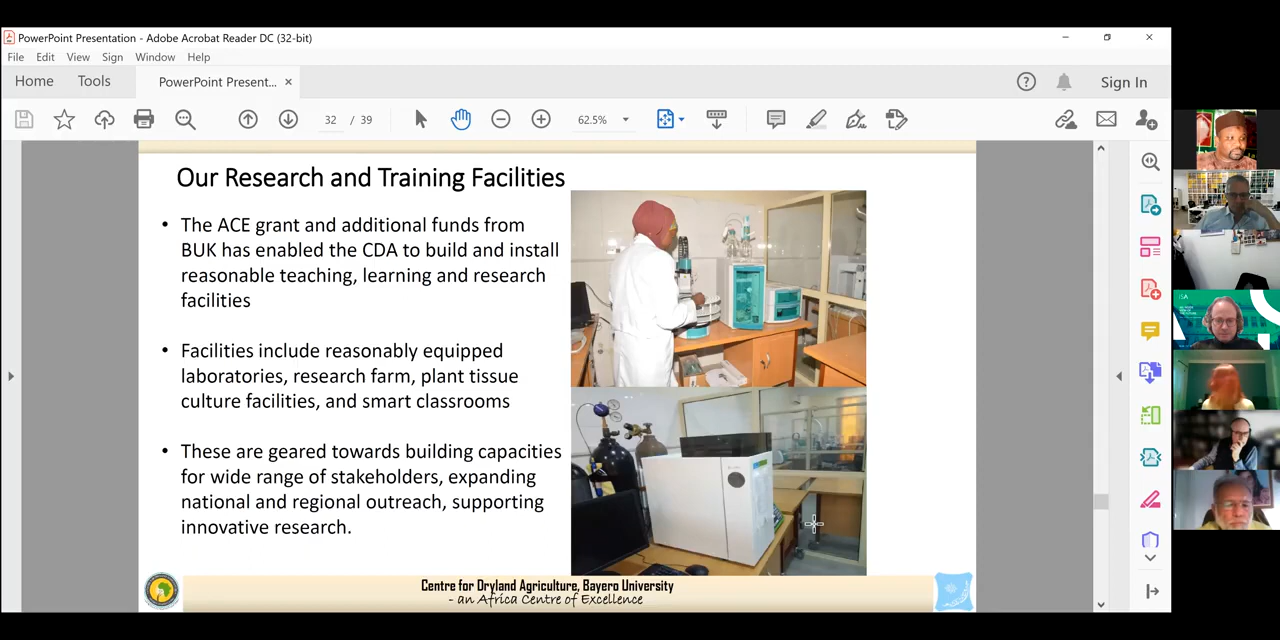 PowerPoint Presentation - Adobe Acrobat Reader DC (32-bit)
File Edit View Sign Window Help
Home Tools PowerPoint Present... Sign In
32 / 39 62.5%
Our Research and Training Facilities
• The ACE grant and additional funds from
BUK has enabled the CDA to build and install
reasonable teaching, learning and research
facilities
• Facilities include reasonably equipped
laboratories, research farm, plant tissue
culture facilities, and smart classrooms
• These are geared towards building capacities
for wide range of stakeholders, expanding
national and regional outreach, supporting
innovative research.
Centre for Dryland Agriculture, Bayero University
- an Africa Centre of Excellence